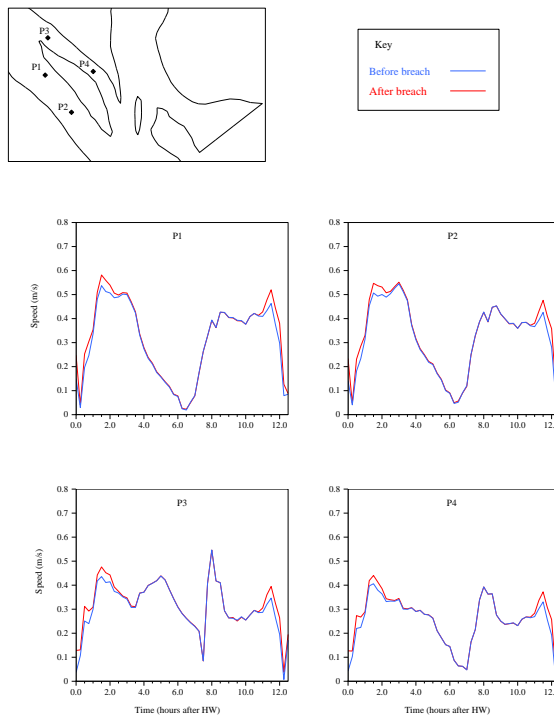 P3
P4
P1
P2
Key
Before breach
After breach
0.8 0.8
P1 P2
0.7 0.7
0.6 0.6
0.5 0.5
Speed (m/s)
0.4 0.4
0.3 0.3
0.2 0.2
0.1 0.1
0 0
0.0 2.0 4.0 6.0 8.0 10.0 12.0 0.0 2.0 4.0 6.0 8.0 10.0 12.0
0.8 0.8
P3 P4
0.7 0.7
0.6 0.6
0.5 0.5
Speed (m/s)
0.4 0.4
0.3 0.3
0.2 0.2
0.1 0.1
0 0
0.0 2.0 4.0 6.0 8.0 10.0 12.0 0.0 2.0 4.0 6.0 8.0 10.0 12.0
Time (hours after HW) Time (hours after HW)